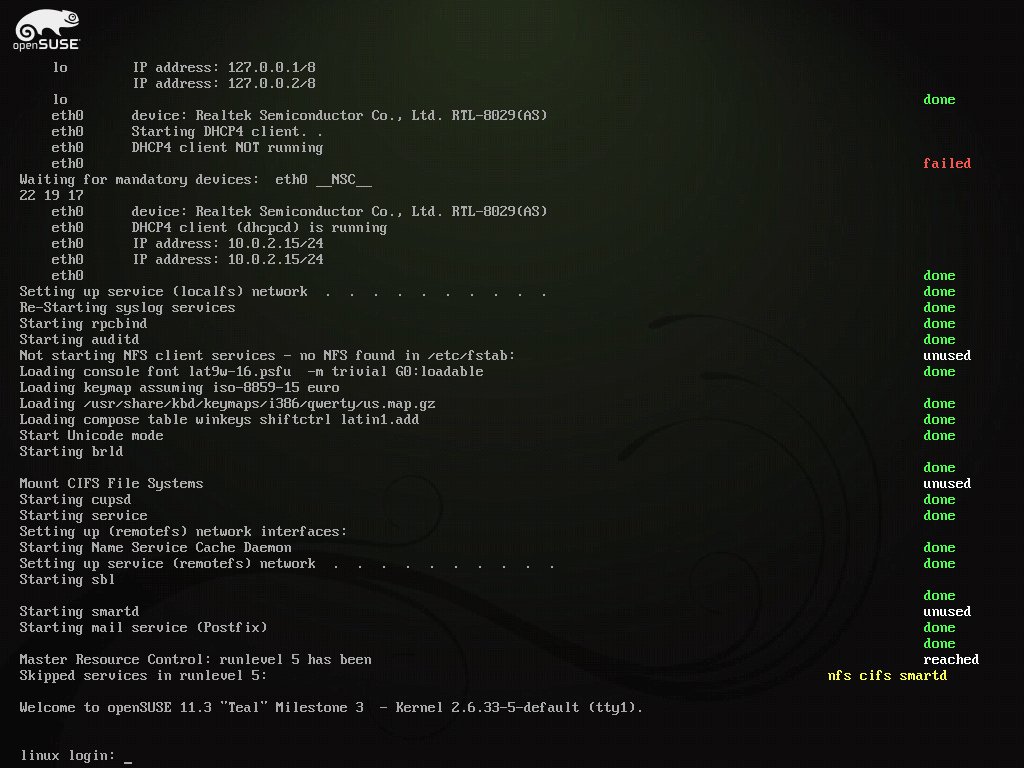 openSUSE
lo IP address: 127.0.0.1/8
IP address: 127.0.0.2/8
lo done
eth0 device: Realtek Semiconductor Co., Ltd. RTL-8029(AS)
eth0 Starting DHCP4 client. .
eth0 DHCP4 client NOT running
eth0 failed
Waiting for mandatory devices:  eth0 __NSC__
22 19 17
eth0 device: Realtek Semiconductor Co., Ltd. RTL-8029(AS)
eth0 DHCP4 client (dhcpcd) is running
eth0 IP address: 10.0.2.15/24
eth0 IP address: 10.0.2.15/24
eth0 done
Setting up service (localfs) network  .  .  .  .  .  .  .  .  .  . done
Re-Starting syslog services done
Starting rpcbind done
Starting auditd done
Not starting NFS client services - no NFS found in /etc/fstab: unused
Loading console font lat9w-16.psfu  -m trivial G0:loadable done
Loading keymap assuming iso-8859-15 euro
Loading /usr/share/kbd/keymaps/i386/qwerty/us.map.gz done
Loading compose table winkeys shiftctrl latin1.add done
Start Unicode mode done
Starting brld
done
Mount CIFS File Systems unused
Starting cupsd done
Starting service done
Setting up (remotefs) network interfaces:
Starting Name Service Cache Daemon done
Setting up service (remotefs) network  .  .  .  .  .  .  .  .  .  . done
Starting sbl
done
Starting smartd unused
Starting mail service (Postfix) done
done
Master Resource Control: runlevel 5 has been reached
Skipped services in runlevel 5: nfs cifs smartd
Welcome to openSUSE 11.3 "Teal" Milestone 3  - Kernel 2.6.33-5-default (tty1).
linux login: _